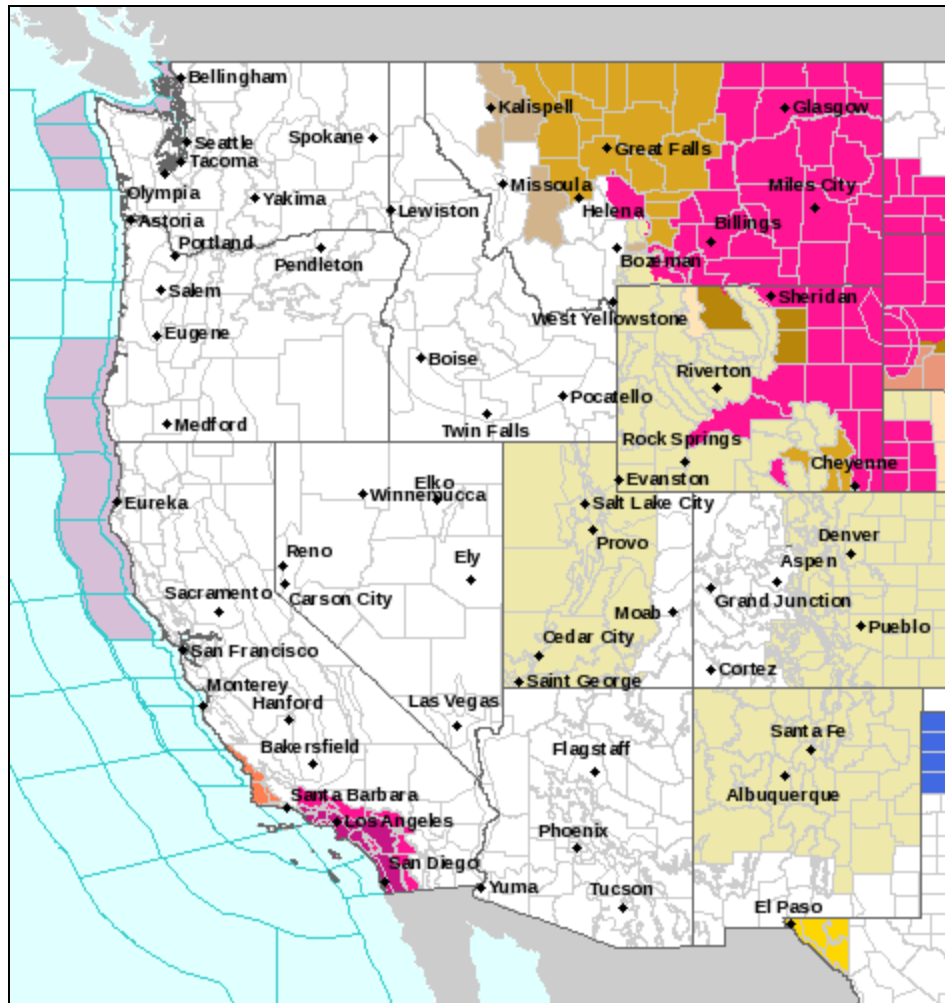 Bellingham
Kalispell
Glasgow
Spokane
Seattle
Great Falls
Tacoma
Missoula
Miles City
Olympia
Yakima
Helena
Lewiston
Astoria
Billings
Portland
Pendleton
Bozeman
Salem
Sheridan
West Yellowstone
Eugene
Boise
Riverton
Pocatello
Medford
Twin Falls
Rock Springs
Cheyenne
Elko
Winnemucca
Evanston
Eureka
Salt Lake City
Denver
Provo
Reno
Ely
Aspen
Sacramento
Carson City
Grand Junction
Moab
Pueblo
Cedar City
San Francisco
Cortez
Saint George
Monterey
Hanford
Las Vegas
Santa Fe
Bakersfield
Flagstaff
Albuquerque
Santa Barbara
Los Angeles
Phoenix
San Diego
Yuma
Tucson
El Paso